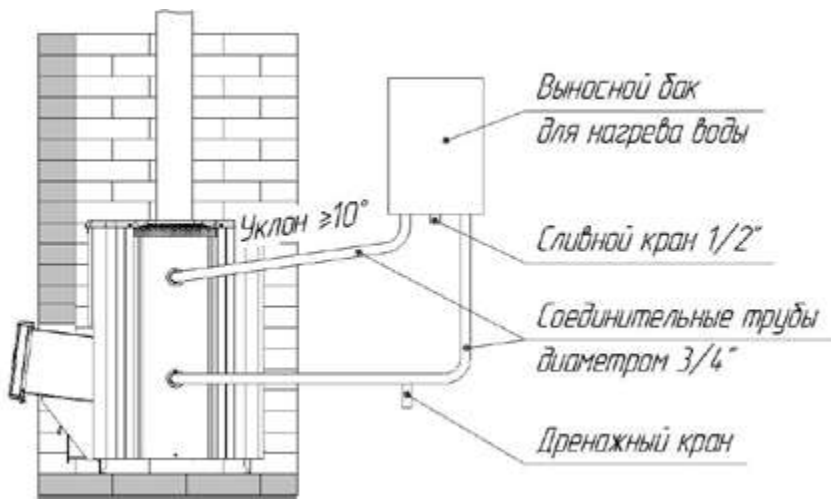 Выносной бак
для нагрева воды
Уклон ≥10°
Сливной кран 1/2"
Соединительные трубы
диаметром 3/4"
Дренажный кран